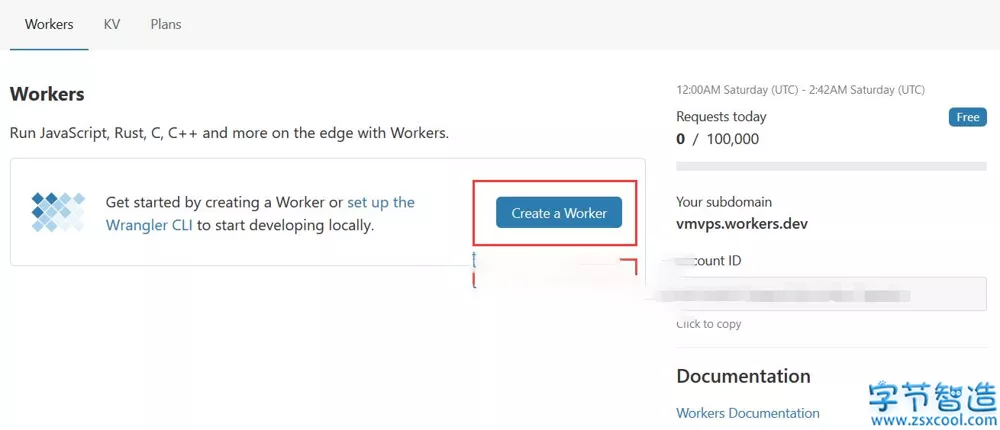 Workers KV Plans
Workers
Run JavaScript, Rust, C, C++ and more on the edge with Workers.
Get started by creating a Worker or set up the
Wrangler CLI to start developing locally.
Create a Worker
12:00AM Saturday (UTC) - 2:42AM Saturday (UTC)
Requests today
Free
0 / 100,000
Your subdomain
vmvps.workers.dev
ccount ID
Click to copy
Documentation
Workers Documentation
字节智造
www.zsxcool.com